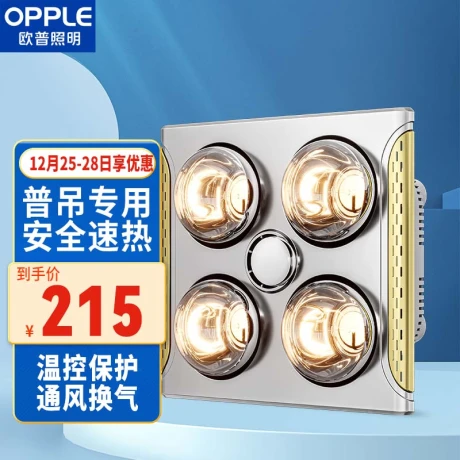 OPPLE
欧普照明
12月25-28日享优惠
普吊专用
安全速热
到手价
¥215
温控保护
通风换气